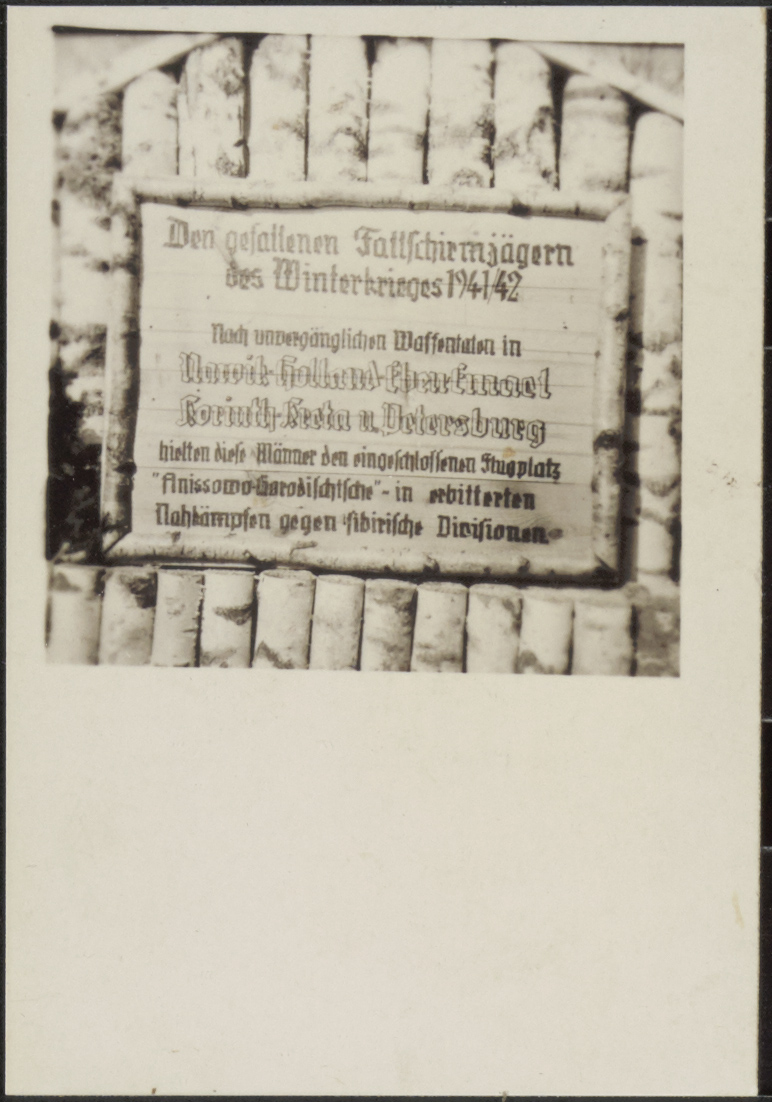 Den gefallenen Fallschirmjägern
des Winterkrieges 1941/42
Nach unvergänglichen Waffentaten in
Narvik-Holland-Eben Emael
Korinth-Kreta u. Petersburg
hielten diese Männer den eingeschlossenen Flugplatz
"Anissowo-Gorodischtsche" - in erbitterten
Nahkämpfen gegen sibirische Divisionen.